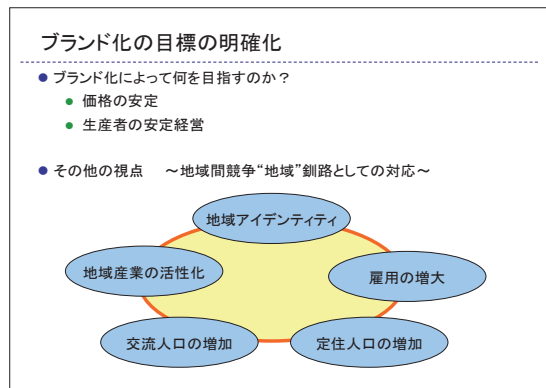 ブランド化の目標の明確化
● ブランド化によって何を目指すのか？
● 価格の安定
● 生産者の安定経営
● その他の視点　～地域間競争“地域”釧路としての対応～
地域アイデンティティ
地域産業の活性化
雇用の増大
交流人口の増加
定住人口の増加